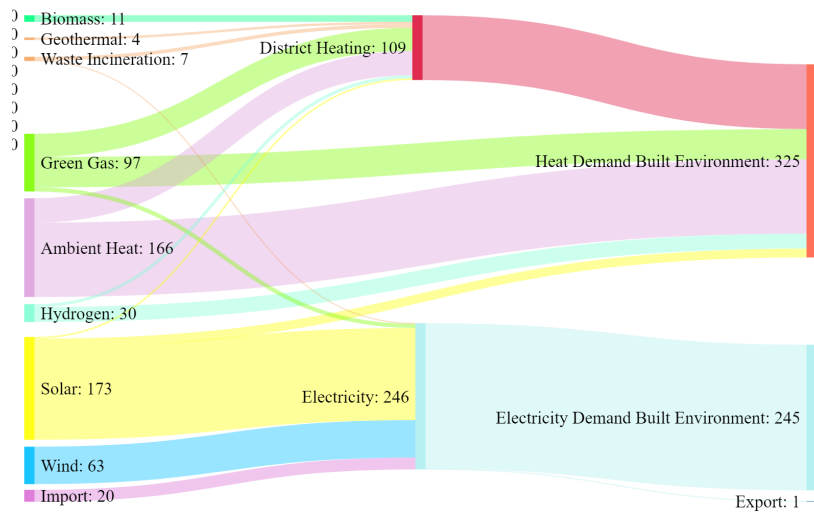 Biomass: 11
Geothermal: 4
Waste Incineration: 7
District Heating: 109
Green Gas: 97
Heat Demand Built Environment: 325
Ambient Heat: 166
Hydrogen: 30
Solar: 173
Electricity: 246
Electricity Demand Built Environment: 245
Wind: 63
Import: 20
Export: 1